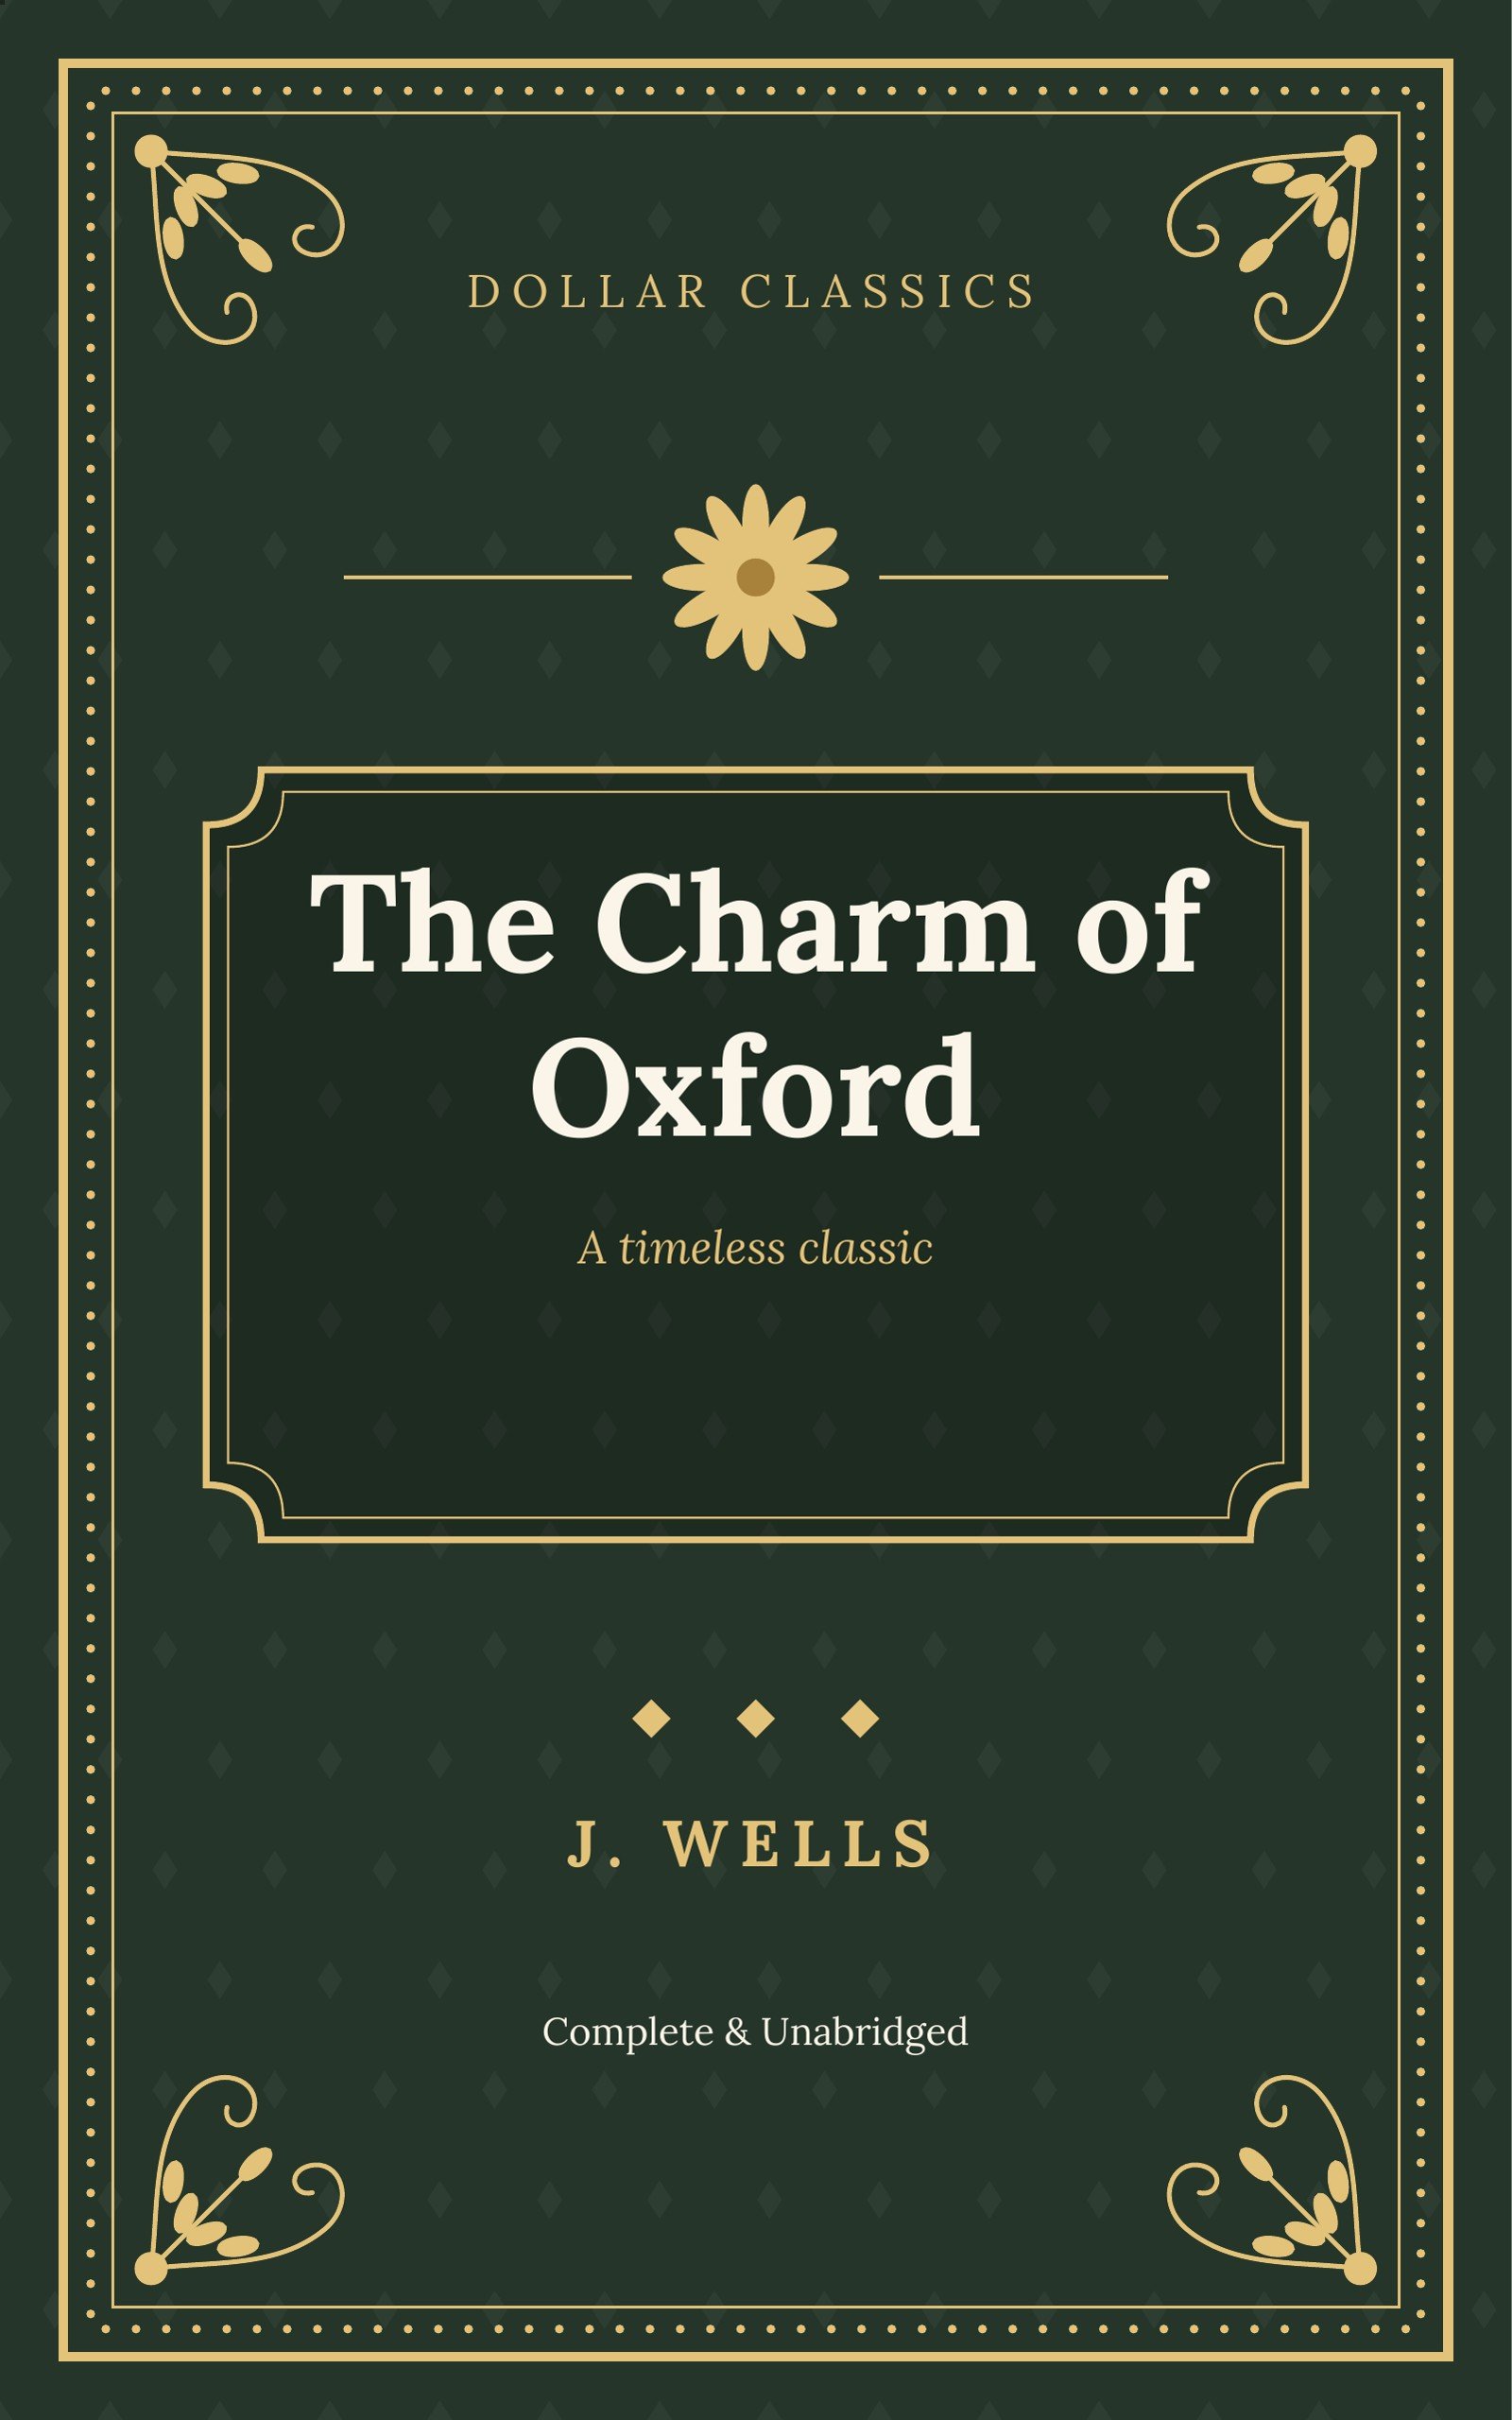 DOLLAR CLASSICS
The Charm of
Oxford
A timeless classic
J. WELLS
Complete & Unabridged